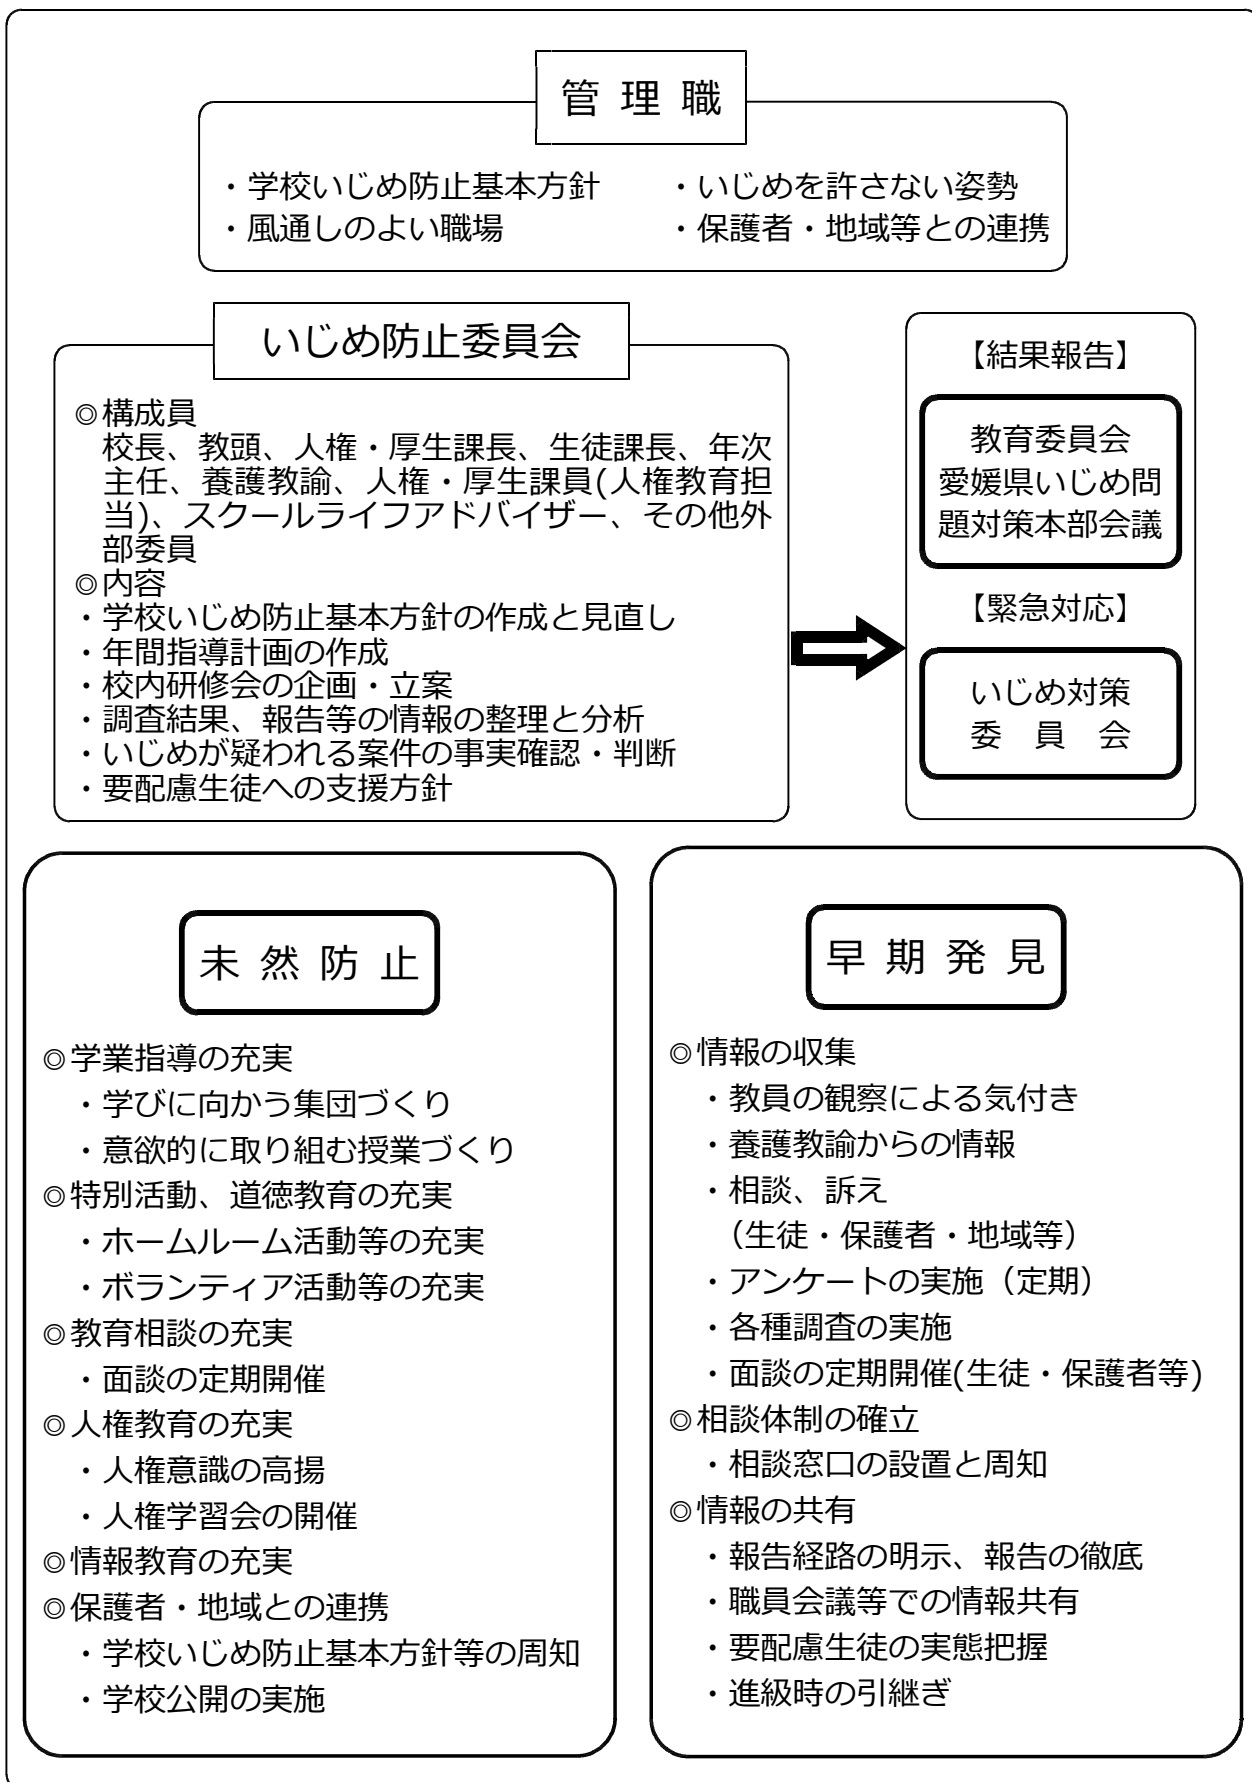 管理職
・学校いじめ防止基本方針
・いじめを許さない姿勢
・風通しのよい職場
・保護者・地域等との連携
いじめ防止委員会
◎構成員
校長、教頭、人権・厚生課長、生徒課長、年次
主任、養護教諭、人権・厚生課員(人権教育担
当)、スクールライフアドバイザー、その他外
部委員
◎内容
・学校いじめ防止基本方針の作成と見直し
・年間指導計画の作成
・校内研修会の企画・立案
・調査結果、報告等の情報の整理と分析
・いじめが疑われる案件の事実確認・判断
・要配慮生徒への支援方針
【結果報告】
教育委員会
愛媛県いじめ問
題対策本部会議
【緊急対応】
いじめ対策
委　員　会
未然防止
◎学業指導の充実
・学びに向かう集団づくり
・意欲的に取り組む授業づくり
◎特別活動、道徳教育の充実
・ホームルーム活動等の充実
・ボランティア活動等の充実
◎教育相談の充実
・面談の定期開催
◎人権教育の充実
・人権意識の高揚
・人権学習会の開催
◎情報教育の充実
◎保護者・地域との連携
・学校いじめ防止基本方針等の周知
・学校公開の実施
早期発見
◎情報の収集
・教員の観察による気付き
・養護教諭からの情報
・相談、訴え
（生徒・保護者・地域等）
・アンケートの実施（定期）
・各種調査の実施
・面談の定期開催(生徒・保護者等)
◎相談体制の確立
・相談窓口の設置と周知
◎情報の共有
・報告経路の明示、報告の徹底
・職員会議等での情報共有
・要配慮生徒の実態把握
・進級時の引継ぎ